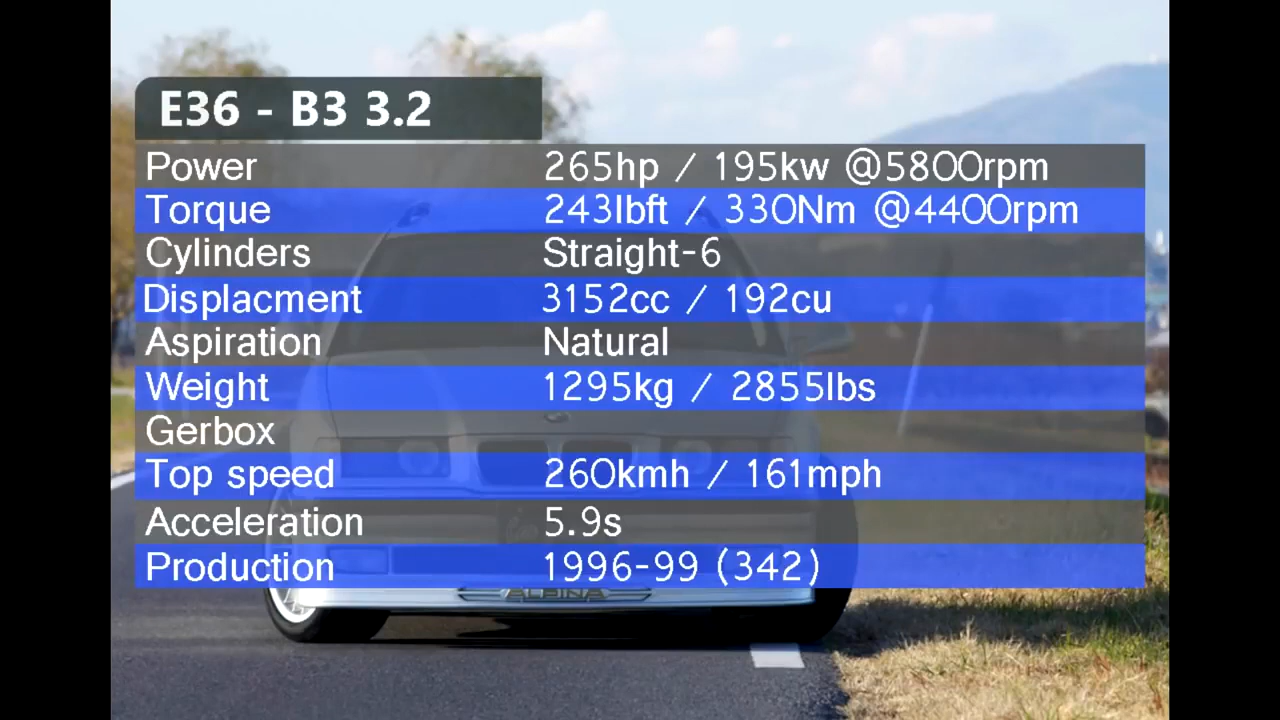 E36 - B3 3.2
Power 265hp / 195kw @5800rpm
Torque 243lbft / 330Nm @4400rpm
Cylinders Straight-6
Displacment 3152cc / 192cu
Aspiration Natural
Weight 1295kg / 2855lbs
Gerbox
Top speed 260kmh / 161mph
Acceleration 5.9s
Production 1996-99 (342)
ALPINA